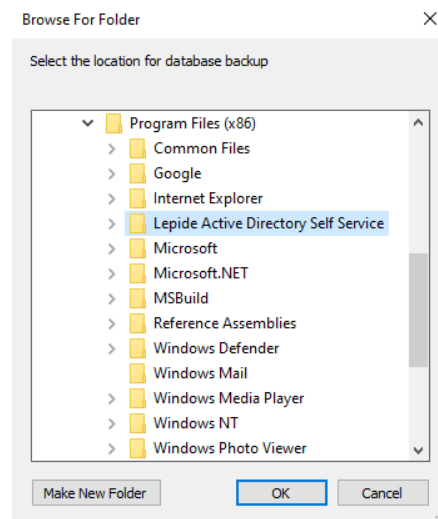 Browse For Folder
Select the location for database backup
Program Files (x86)
Common Files
Google
Internet Explorer
Lepide Active Directory Self Service
Microsoft
Microsoft.NET
MSBuild
Reference Assemblies
Windows Defender
Windows Mail
Windows Media Player
Windows NT
Windows Photo Viewer
Make New Folder OK Cancel